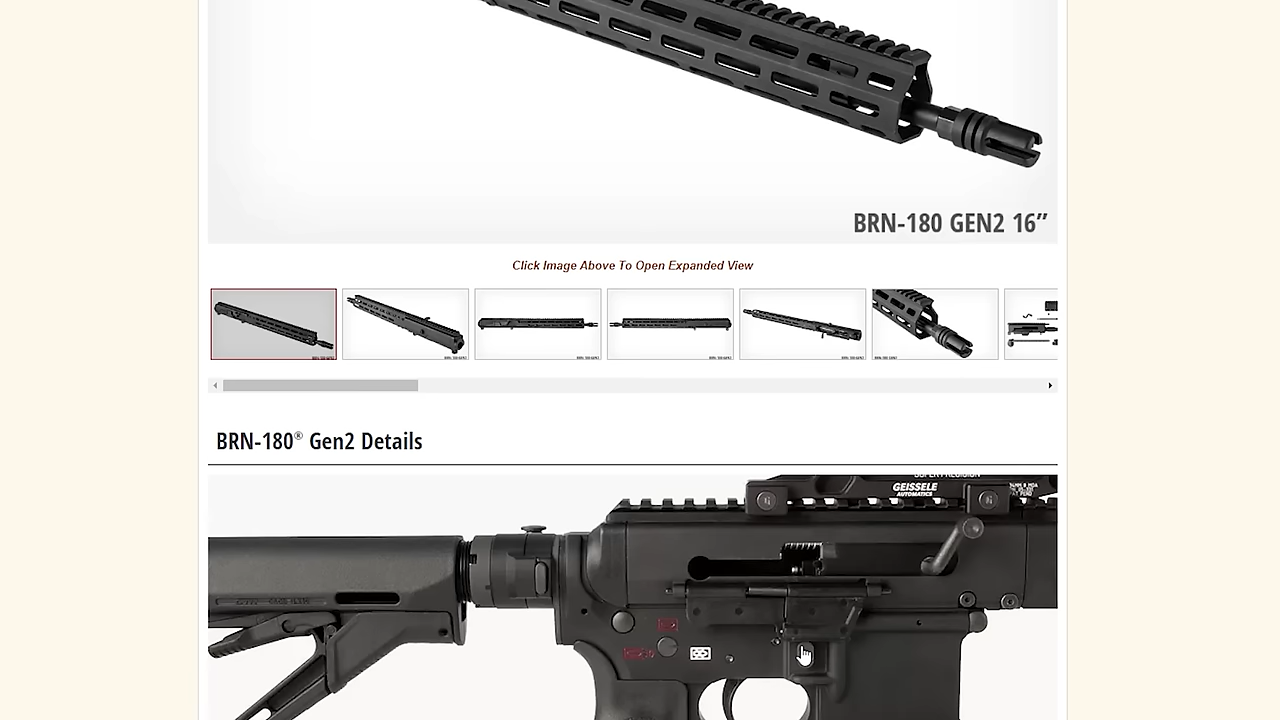 BRN-180 GEN2 16”
Click Image Above To Open Expanded View
BRN-180® Gen2 Details
GEISSELE
AUTOMATICS